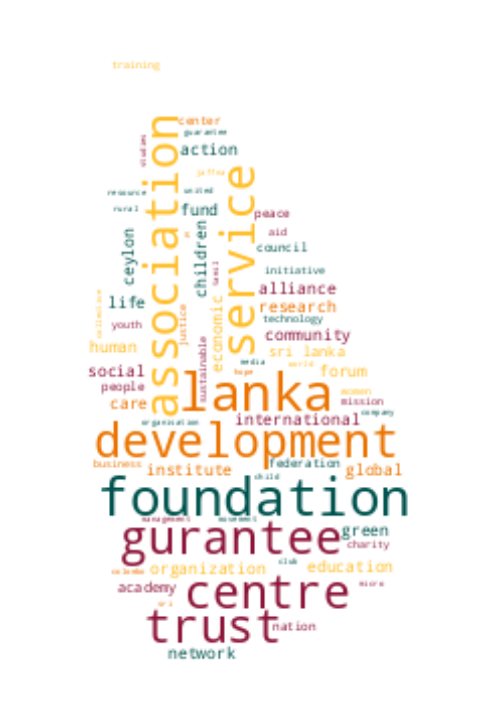 training
center
guarantee
association
action
jaffna
resource
united
rural
fund
service
peace
aid
ceylon
children
council
tamil
initiative
life
alliance
collective
economic
research
youth
justice
technology
human
sustainable
community
sri lanka
media
world
social
hope
forum
people
lanka
women
care
mission
international
company
organisation
development
business
institute
federation
global
child
foundation
management
movement
gurantee
green
charity
club
colombo
organization
education
academy
centre
micro
sri
trust
nation
network